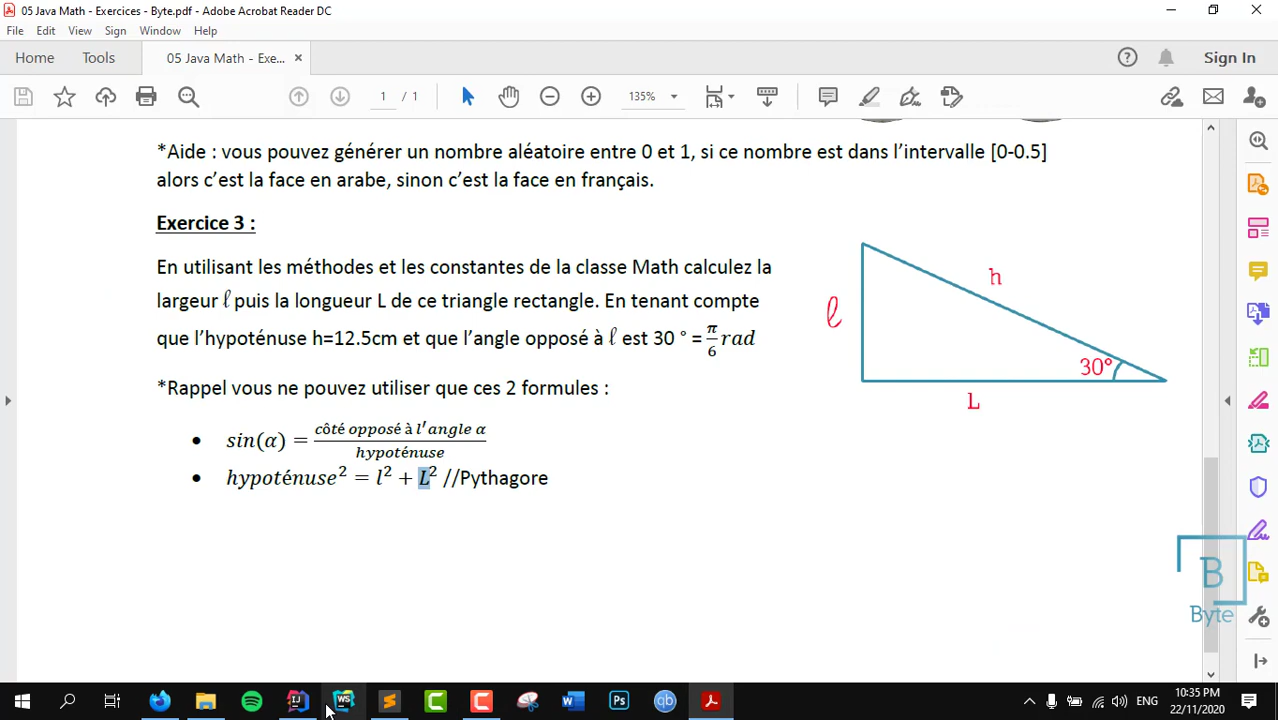 05 Java Math - Exercices - Byte.pdf - Adobe Acrobat Reader DC
File Edit View Sign Window Help
Home Tools 05 Java Math - Exe... × Sign In
1 / 1 135%
*Aide : vous pouvez générer un nombre aléatoire entre 0 et 1, si ce nombre est dans l’intervalle [0-0.5]
alors c’est la face en arabe, sinon c’est la face en français.
Exercice 3 :
En utilisant les méthodes et les constantes de la classe Math calculez la
largeur ℓ puis la longueur L de ce triangle rectangle. En tenant compte
que l’hypoténuse h=12.5cm et que l’angle opposé à ℓ est 30 ° = π/6 rad
*Rappel vous ne pouvez utiliser que ces 2 formules :
• sin(α) = côté opposé à l′angle α / hypoténuse
• hypoténuse² = l² + L² //Pythagore
h
ℓ
30°
L
B
Byte
WS
Ps
qb
ENG
10:35 PM
22/11/2020